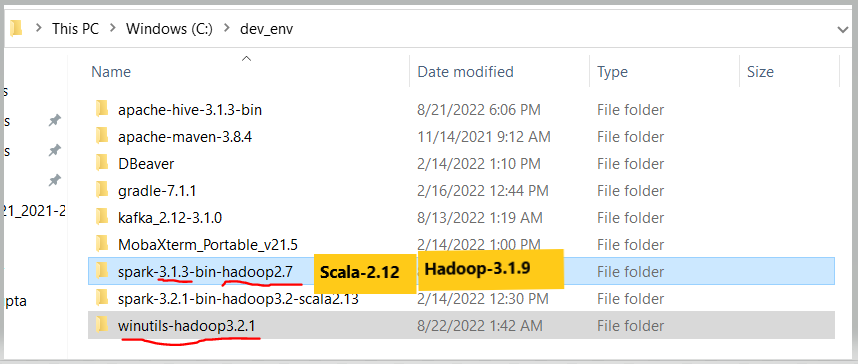 This PC > Windows (C:) > dev_env
Name Date modified Type Size
apache-hive-3.1.3-bin 8/21/2022 6:06 PM File folder
apache-maven-3.8.4 11/14/2021 9:12 AM File folder
DBeaver 2/14/2022 1:10 PM File folder
gradle-7.1.1 2/16/2022 12:44 PM File folder
kafka_2.12-3.1.0 8/13/2022 1:19 AM File folder
MobaXterm_Portable_v21.5 2/14/2022 1:00 PM File folder
spark-3.1.3-bin-hadoop2.7 Scala-2.12 Hadoop-3.1.9 File folder
spark-3.2.1-bin-hadoop3.2-scala2.13 2/14/2022 12:30 PM File folder
winutils-hadoop3.2.1 8/22/2022 1:42 AM File folder
s
s
s
21_2021-2
upta